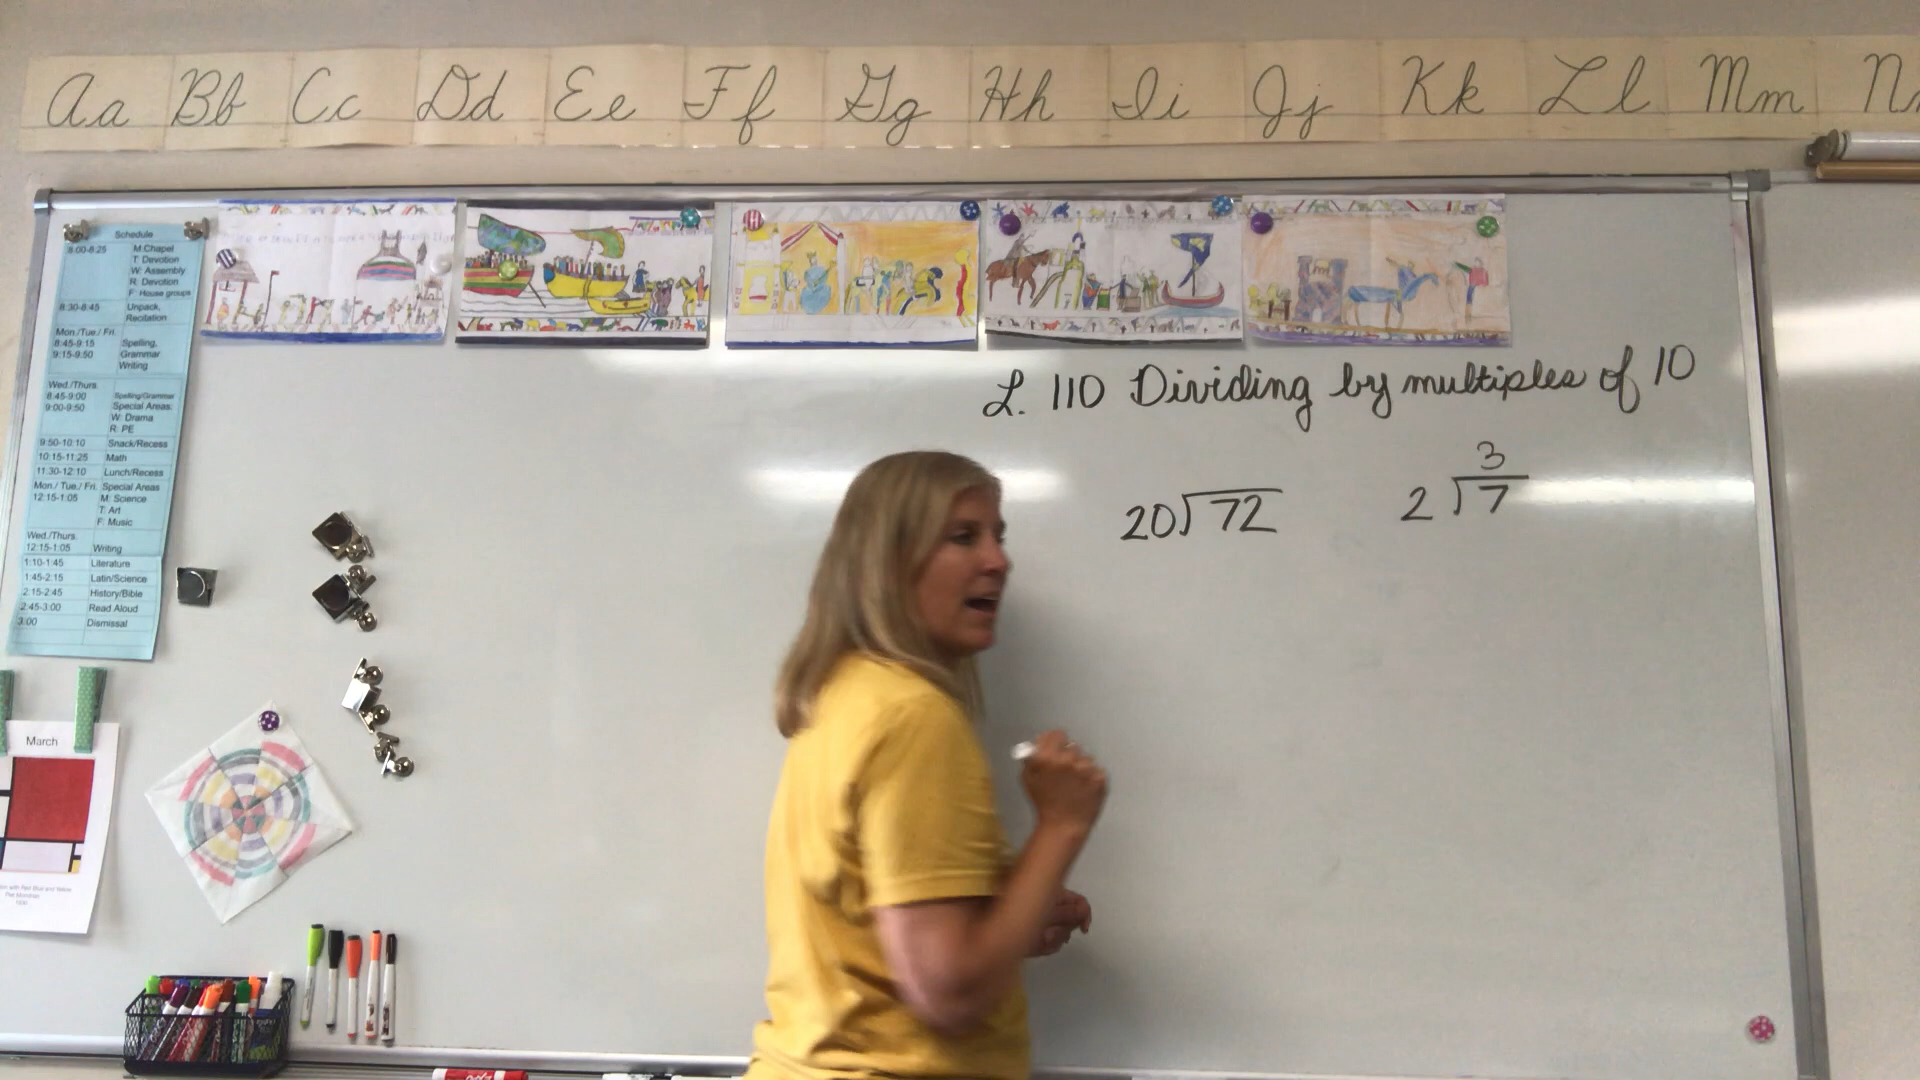 Aa Bb Cc Dd Ee Ff Gg Hh Ii Jj Kk Ll Mm
Schedule
8:00-8:25 M:Chapel
T: Devotion
W: Assembly
R: Devotion
F: House groups
8:30-8:45 Unpack,
Recitation
Mon./Tue./ Fri.
8:45-9:15 Spelling,
9:15-9:50 Grammar
Writing
Wed./Thurs.
8:45-9:00 Spelling/Grammar
9:00-9:50 Special Areas:
W: Drama
R: PE
9:50-10:10 Snack/Recess
10:15-11:25 Math
11:30-12:10 Lunch/Recess
Mon./ Tue./ Fri. Special Areas
12:15-1:05 M: Science
T: Art
F: Music
Wed./Thurs.
12:15-1:05 Writing
1:10-1:45 Literature
1:45-2:15 Latin/Science
2:15-2:45 History/Bible
2:45-3:00 Read Aloud
3:00 Dismissal
L. 110 Dividing by multiples of 10
3
20 72 2 7
March